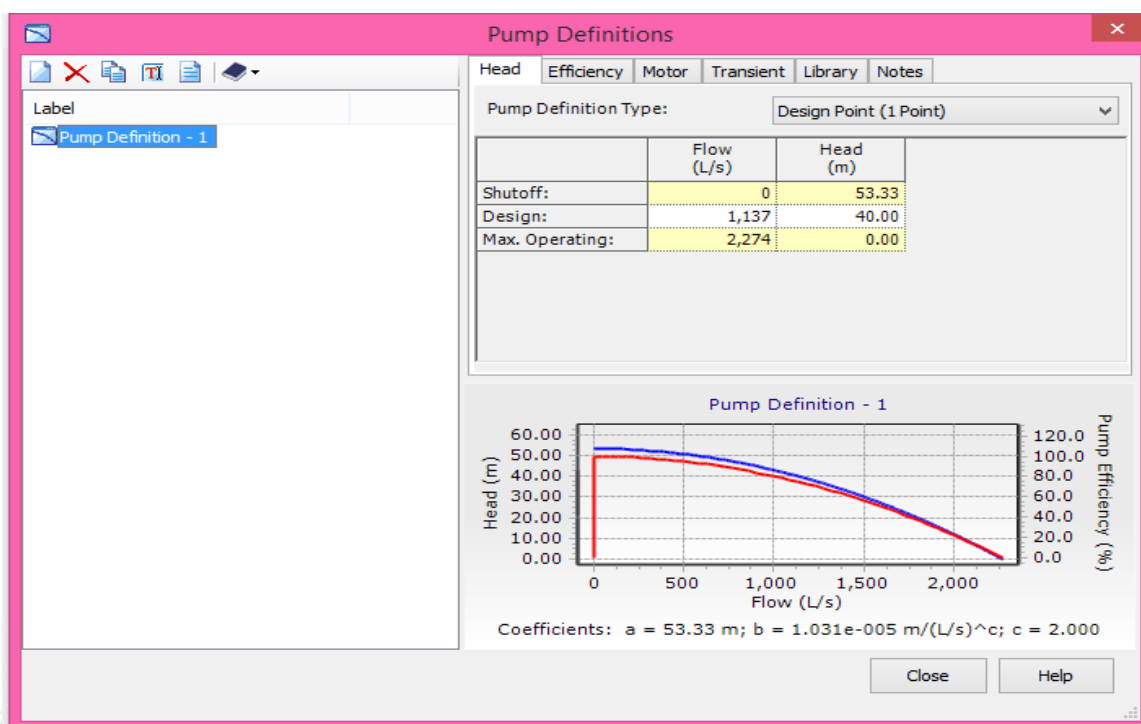 Pump Definitions
Head Efficiency Motor Transient Library Notes
Label
Pump Definition - 1
Pump Definition Type: Design Point (1 Point)
Flow (L/s) Head (m)
Shutoff: 0 53.33
Design: 1,137 40.00
Max. Operating: 2,274 0.00
Pump Definition - 1
Head (m)
60.00
50.00
40.00
30.00
20.00
10.00
0.00
120.0
100.0
80.0
60.0
40.0
20.0
0.0
Pump Efficiency (%)
0 500 1,000 1,500 2,000
Flow (L/s)
Coefficients: a = 53.33 m; b = 1.031e-005 m/(L/s)^c; c = 2.000
Close Help